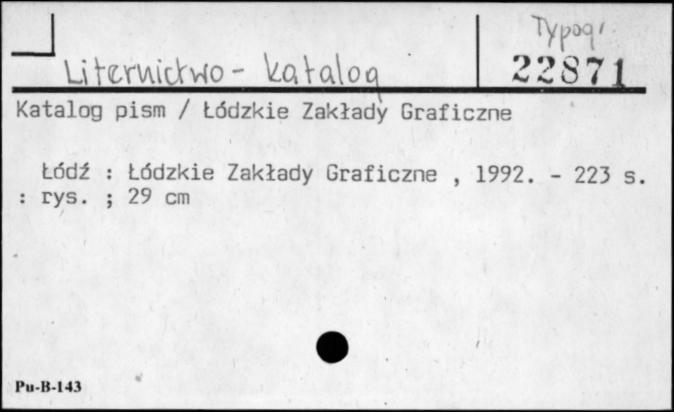 Typogr
Liternictwo - katalog
22871
Katalog pism / Łódzkie Zakłady Graficzne
Łódź : Łódzkie Zakłady Graficzne , 1992. - 223 s.
: rys. ; 29 cm
Pu-B-143